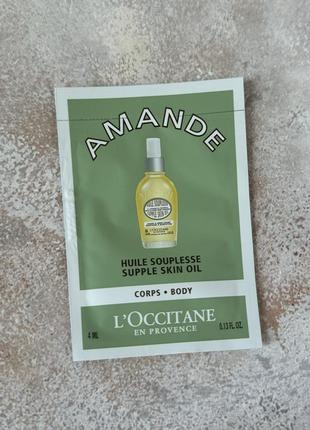 AMANDE
HUILE SOUPLESSE
SUPPLE SKIN OIL
CORPS • BODY
L'OCCITANE
EN PROVENCE
4 ML 0.13 FL. OZ.